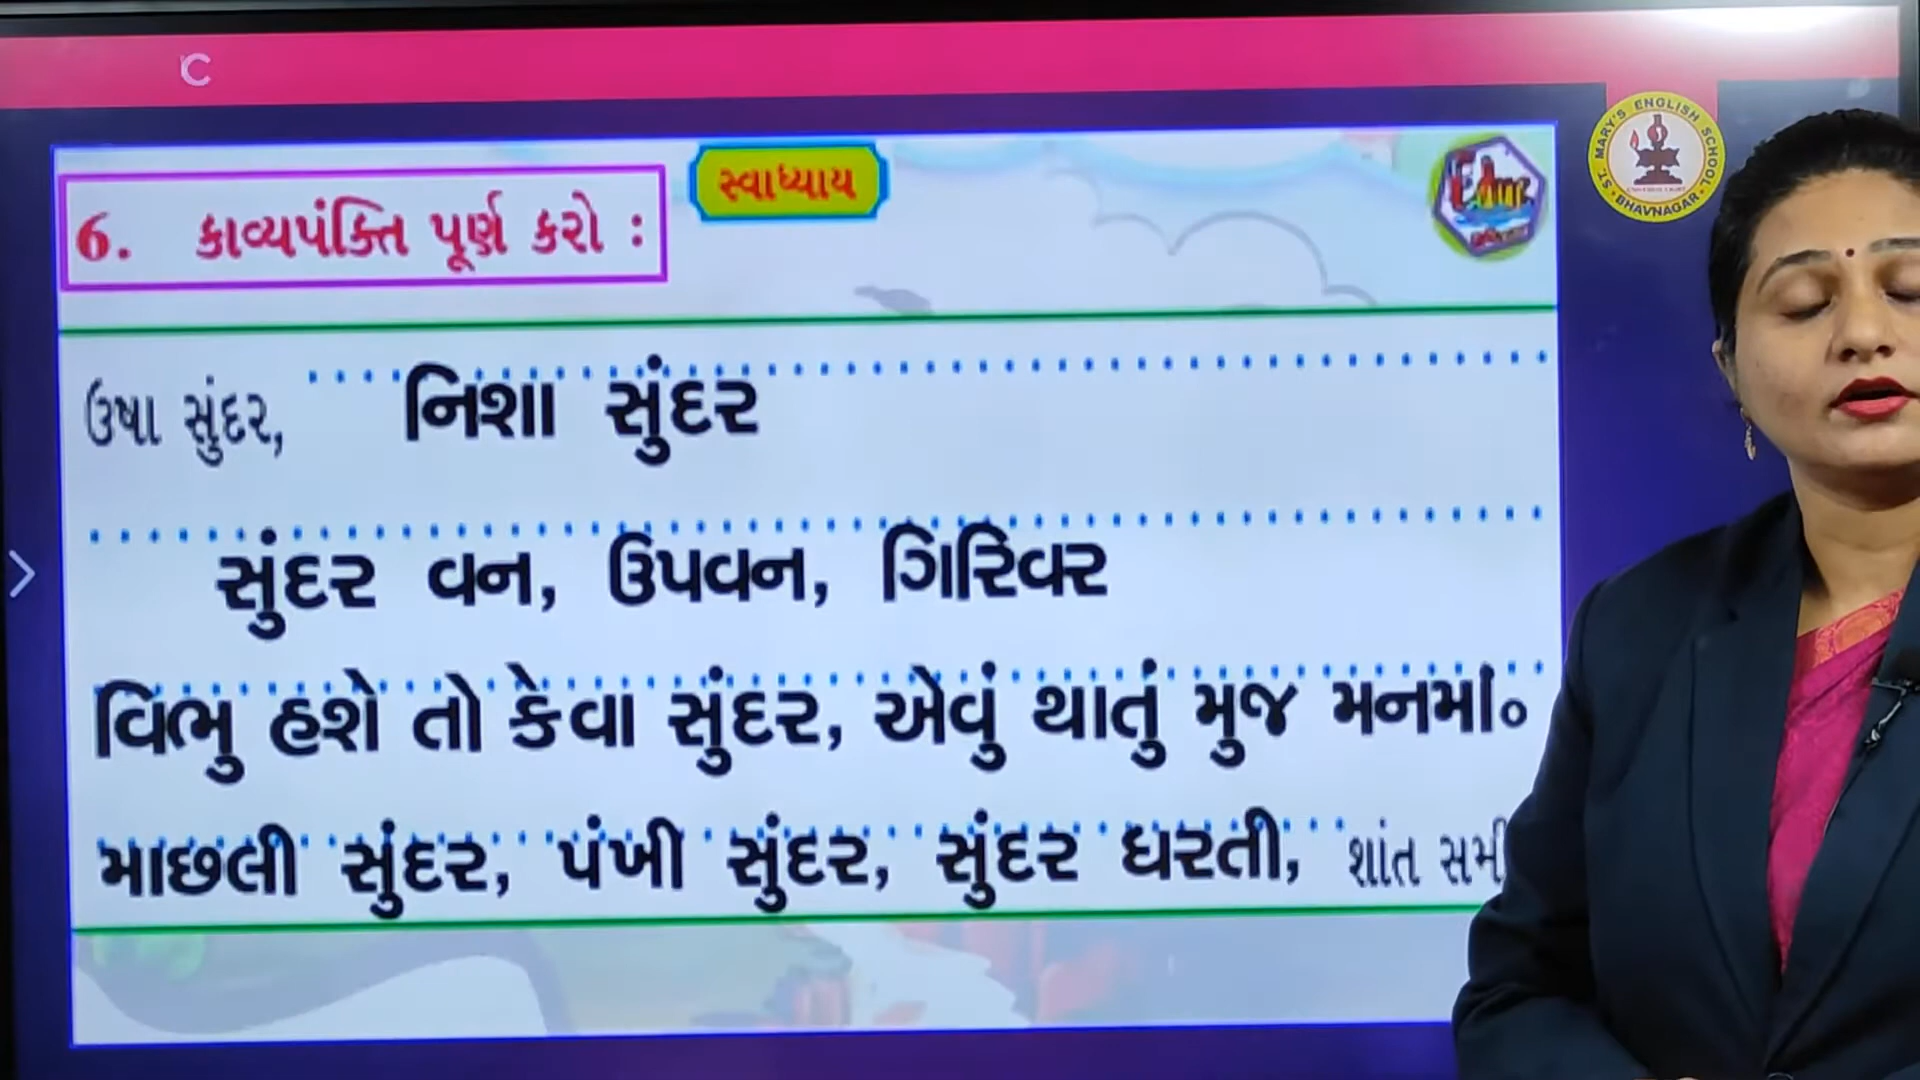 C
ST. MARY'S ENGLISH SCHOOL
BHAVNAGAR
સ્વાધ્યાય
6. કાવ્યપંક્તિ પૂર્ણ કરો :
ઉષા સુંદર, નિશા સુંદર
સુંદર વન, ઉપવન, ગિરિવર
વિભુ હશે તો કેવા સુંદર, એવું થાતું મુજ મનમાં.
માછલી સુંદર, પંખી સુંદર, સુંદર ધરતી, શાંત